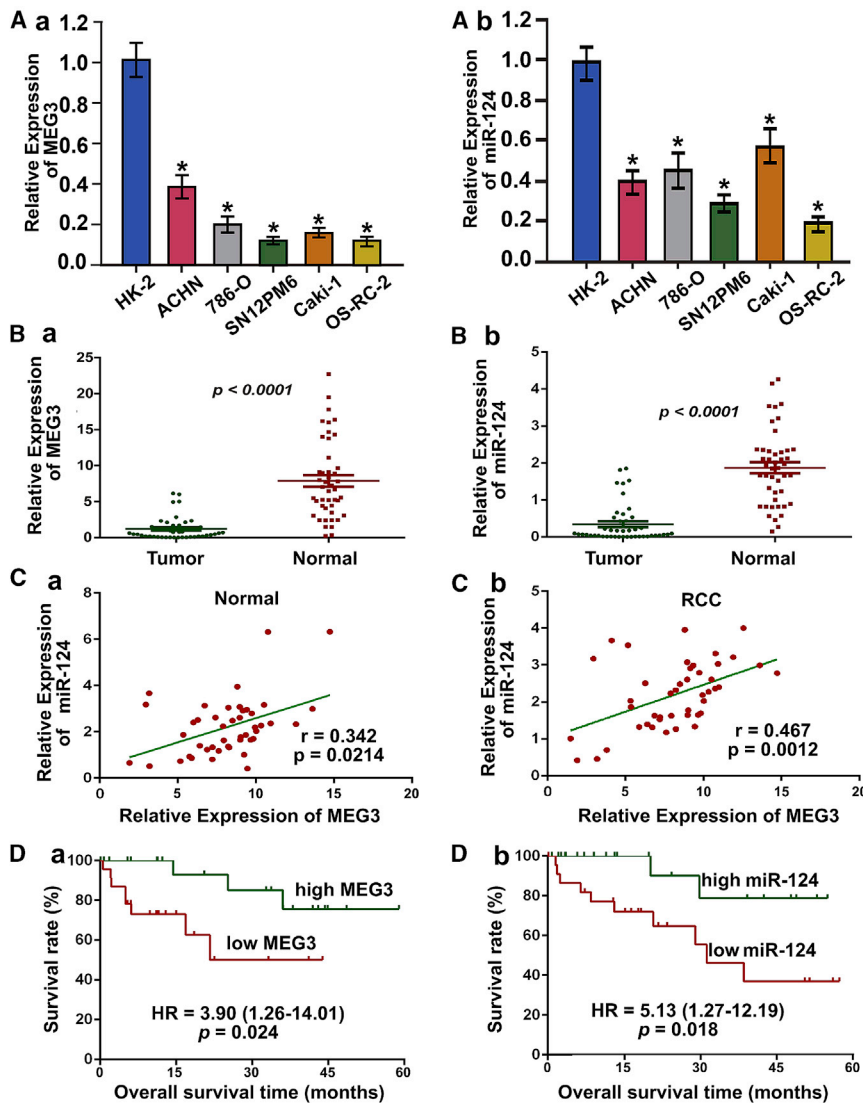 A a
Relative Expression
of MEG3
1.2
1.0
0.8
0.6
0.4
0.2
0.0
*
*
*
*
*
HK-2
ACHN
786-O
SN12PM6
Caki-1
OS-RC-2
A b
Relative Expression
of miR-124
1.2
1.0
0.8
0.6
0.4
0.2
0.0
*
*
*
*
*
HK-2
ACHN
786-O
SN12PM6
Caki-1
OS-RC-2
B a
Relative Expression
of MEG3
25
20
15
10
5
0
p < 0.0001
Tumor
Normal
B b
Relative Expression
of miR-124
5
4
3
2
1
0
p < 0.0001
Tumor
Normal
C a
Relative Expression
of miR-124
8
6
4
2
0
Normal
r = 0.342
p = 0.0214
0 5 10 15 20
Relative Expression of MEG3
C b
Relative Expression
of miR-124
5
4
3
2
1
0
RCC
r = 0.467
p = 0.0012
0 5 10 15 20
Relative Expression of MEG3
D a
Survival rate (%)
100
80
60
40
20
0
high MEG3
low MEG3
HR = 3.90 (1.26-14.01)
p = 0.024
0 15 30 45 60
Overall survival time (months)
D b
Survival rate (%)
100
80
60
40
20
0
high miR-124
low miR-124
HR = 5.13 (1.27-12.19)
p = 0.018
0 15 30 45 60
Overall survival time (months)